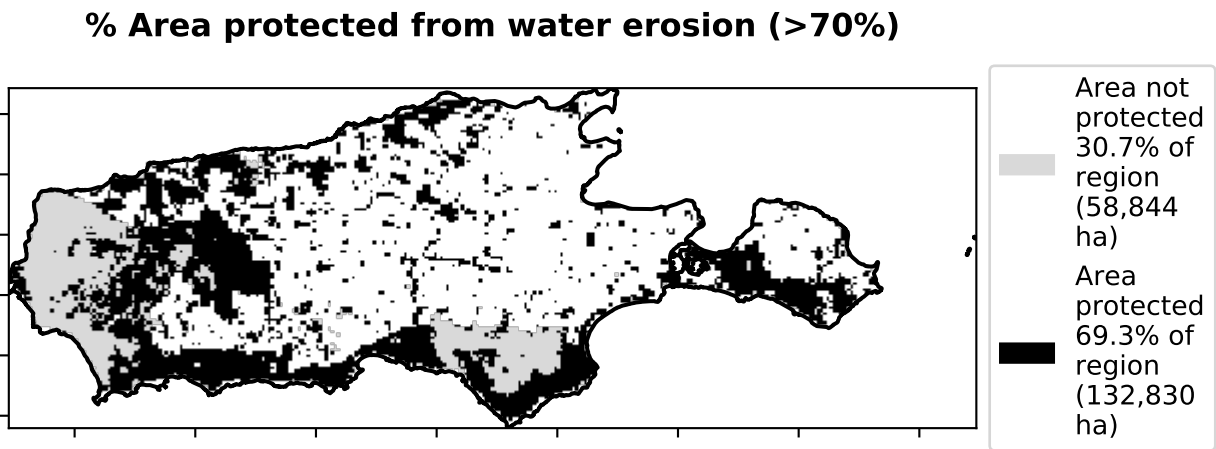 % Area protected from water erosion (>70%)
Area not
protected
30.7% of
region
(58,844
ha)
Area
protected
69.3% of
region
(132,830
ha)